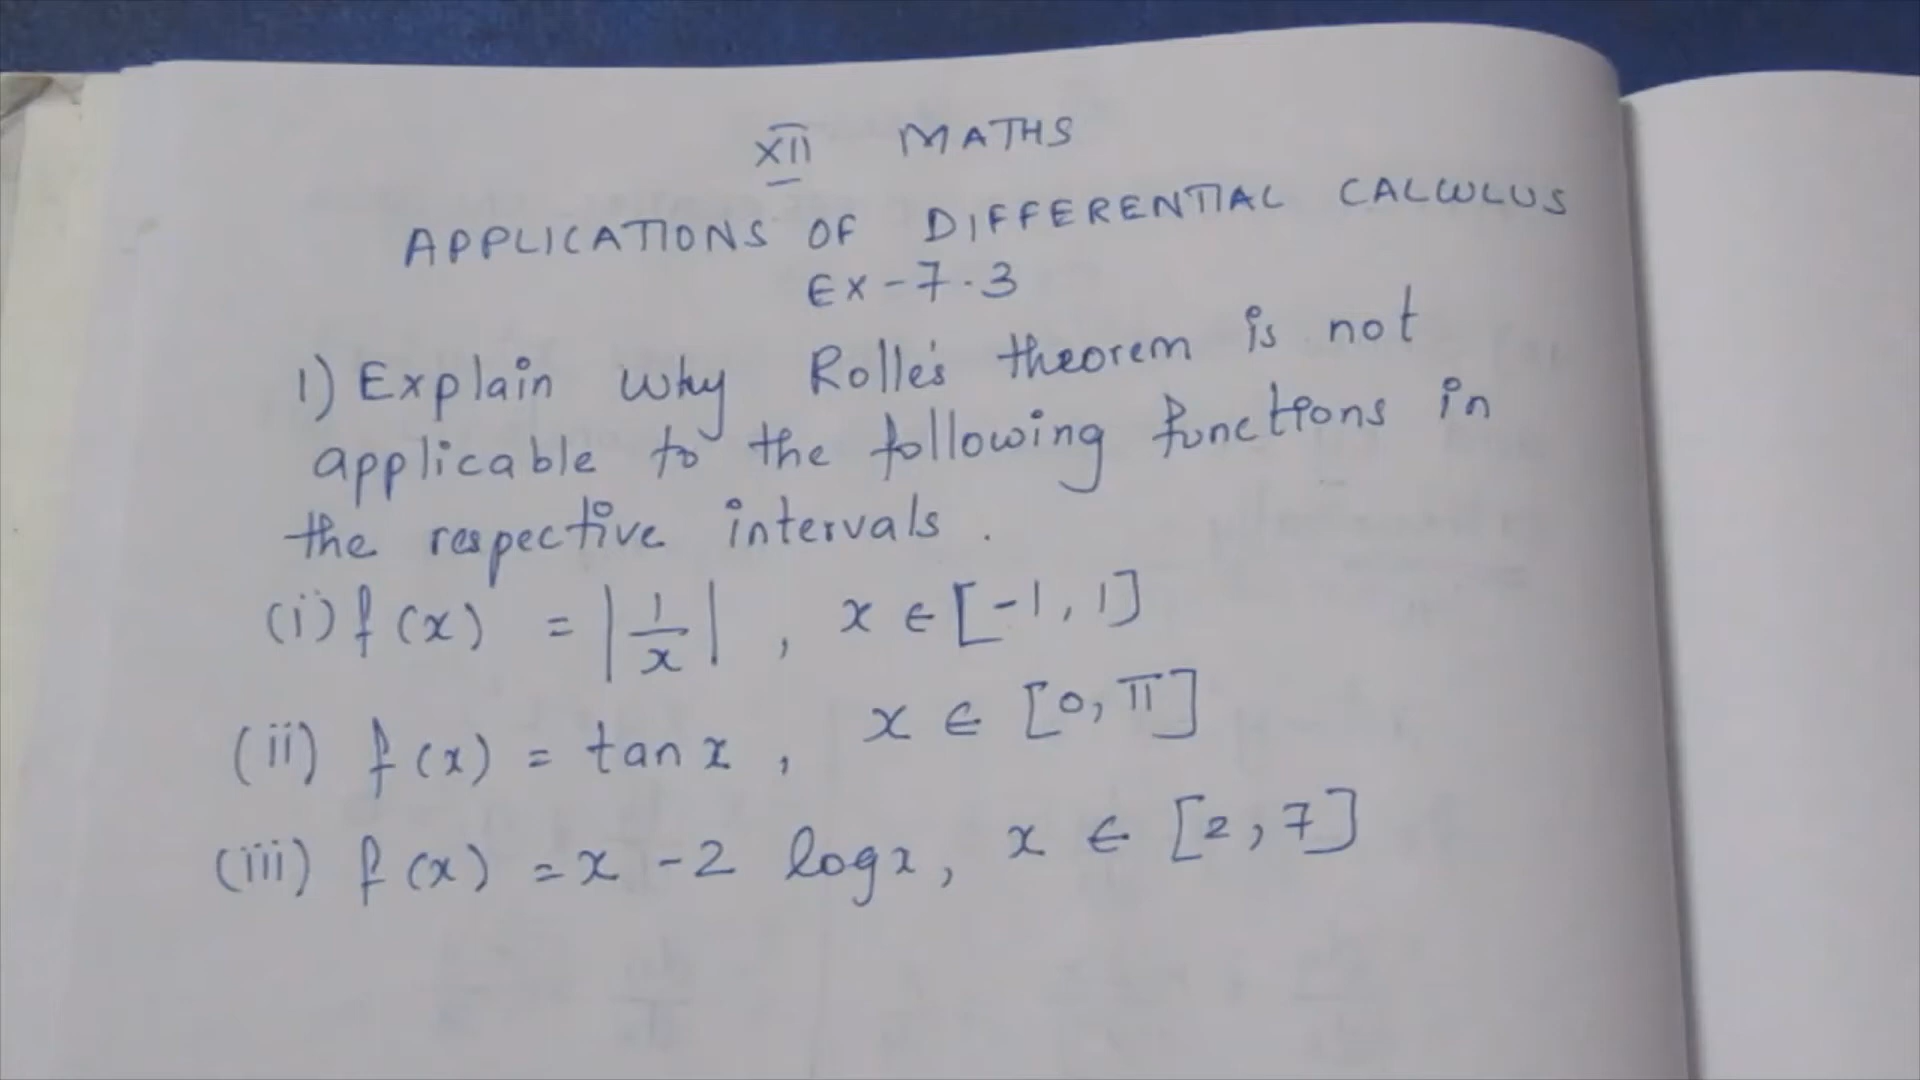 XII MATHS
APPLICATIONS OF DIFFERENTIAL CALCULUS
EX-7.3
1) Explain why Rolle's theorem is not
applicable to the following functions in
the respective intervals.
(i) f(x) = |1/x| , x ∈ [-1, 1]
(ii) f(x) = tan x , x ∈ [0, π]
(iii) f(x) = x - 2 log x, x ∈ [2, 7]